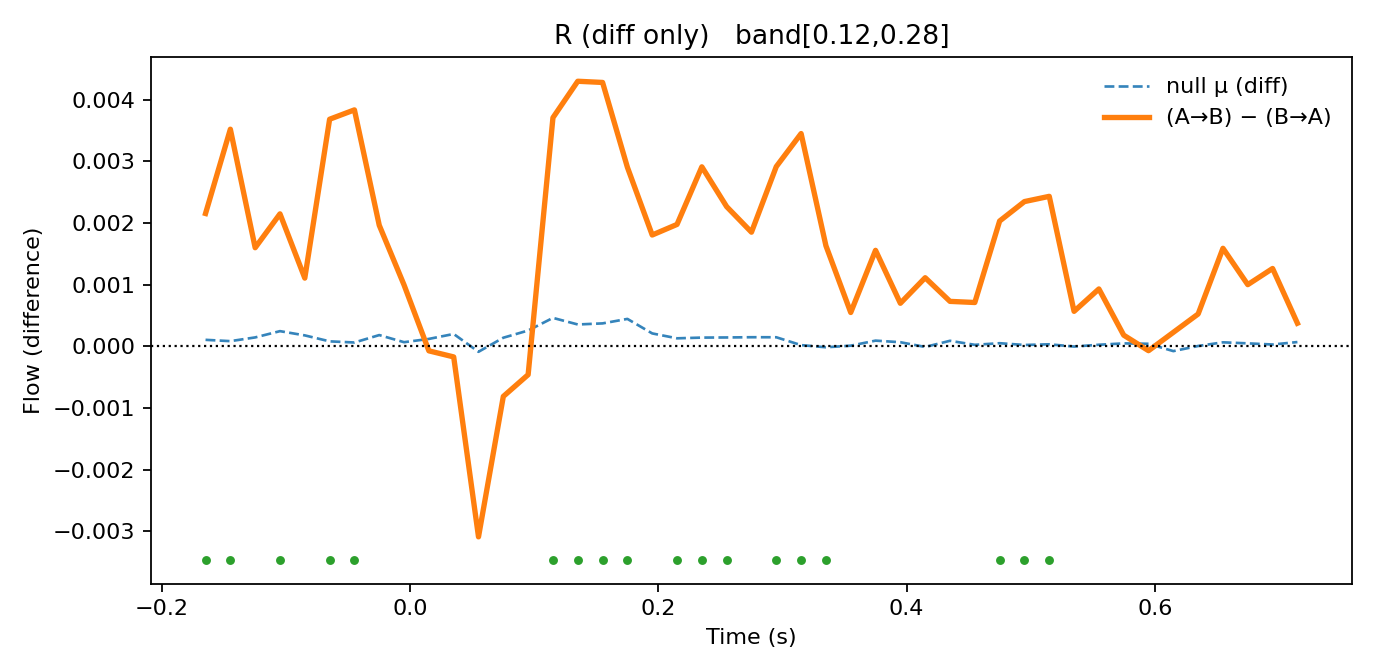 R (diff only)   band[0.12,0.28]
null μ (diff)
(A→B) − (B→A)
Flow (difference)
0.004
0.003
0.002
0.001
0.000
−0.001
−0.002
−0.003
−0.2
0.0
0.2
0.4
0.6
Time (s)